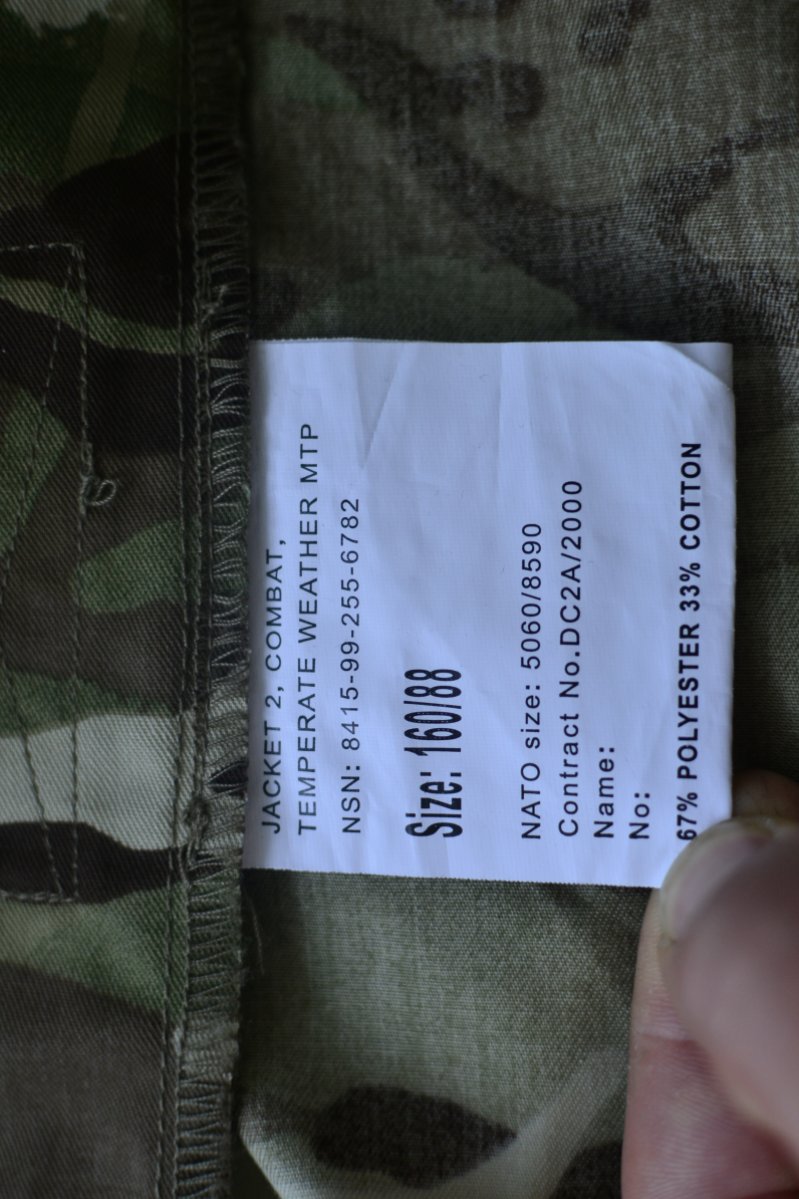 JACKET 2, COMBAT,
TEMPERATE WEATHER MTP
NSN: 8415-99-255-6782
Size: 160/88
NATO size: 5060/8590
Contract No.DC2A/2000
Name:
No:
67% POLYESTER 33% COTTON